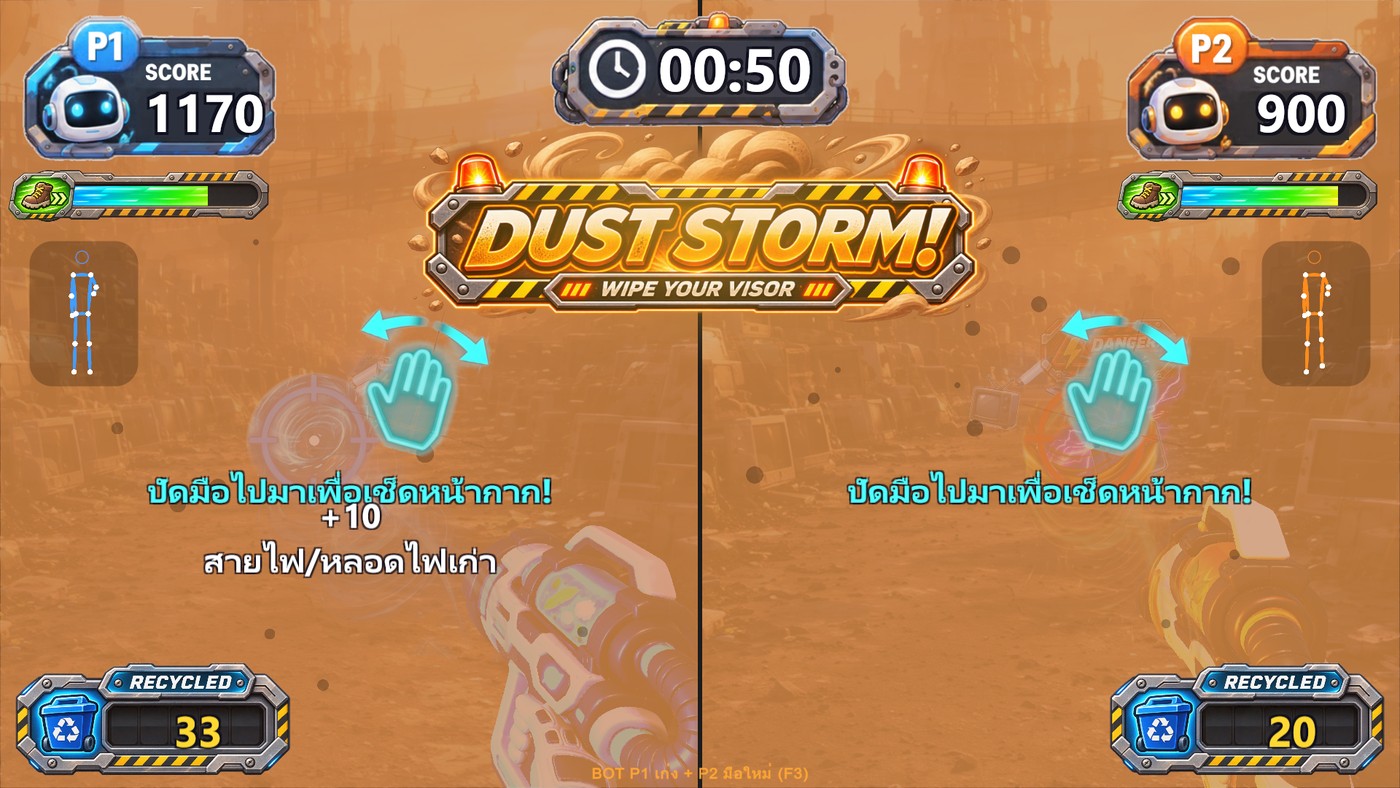 P1
SCORE
1170
00:50
P2
SCORE
900
DUST STORM!
WIPE YOUR VISOR
DANGER
ปัดมือไปมาเพื่อเช็ดหน้ากาก!
+10
สายไฟ/หลอดไฟเก่า
ปัดมือไปมาเพื่อเช็ดหน้ากาก!
RECYCLED
33
RECYCLED
20
BOT P1 เก่ง + P2 มือใหม่ (F3)